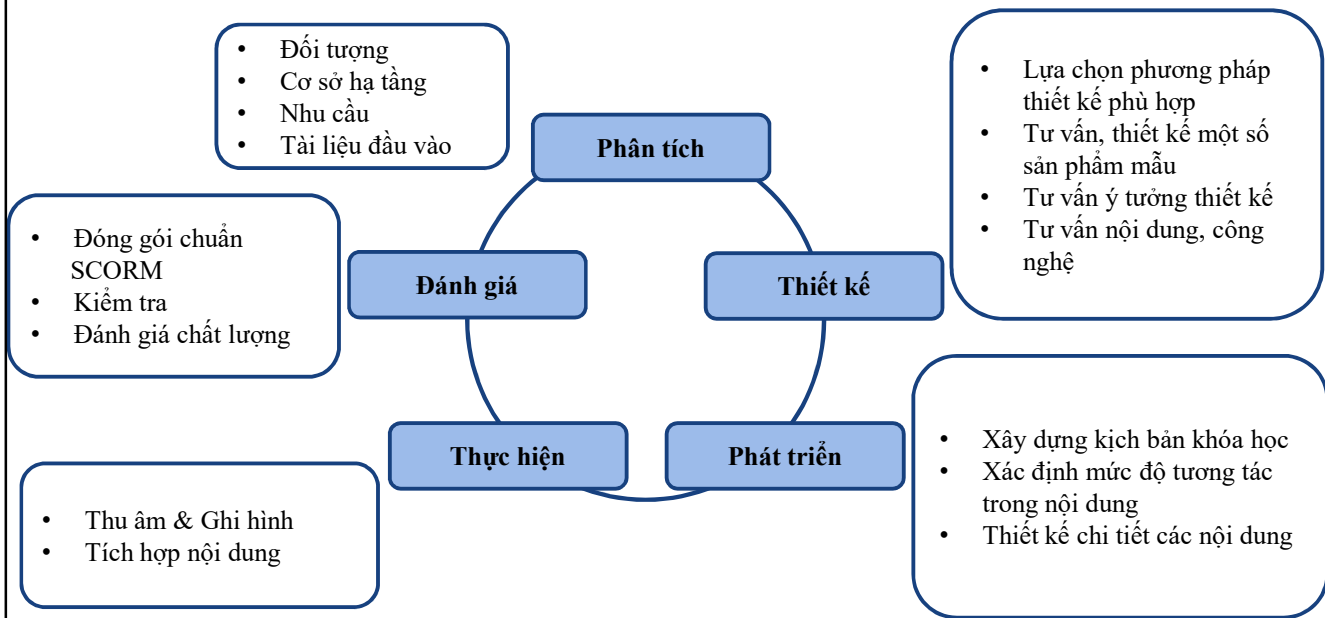 • Đối tượng
• Cơ sở hạ tầng
• Nhu cầu
• Tài liệu đầu vào
Phân tích
• Lựa chọn phương pháp
thiết kế phù hợp
• Tư vấn, thiết kế một số
sản phẩm mẫu
• Tư vấn ý tưởng thiết kế
• Tư vấn nội dung, công
nghệ
Thiết kế
• Xây dựng kịch bản khóa học
• Xác định mức độ tương tác
trong nội dung
• Thiết kế chi tiết các nội dung
Phát triển
Thực hiện
• Thu âm & Ghi hình
• Tích hợp nội dung
Đánh giá
• Đóng gói chuẩn
SCORM
• Kiểm tra
• Đánh giá chất lượng